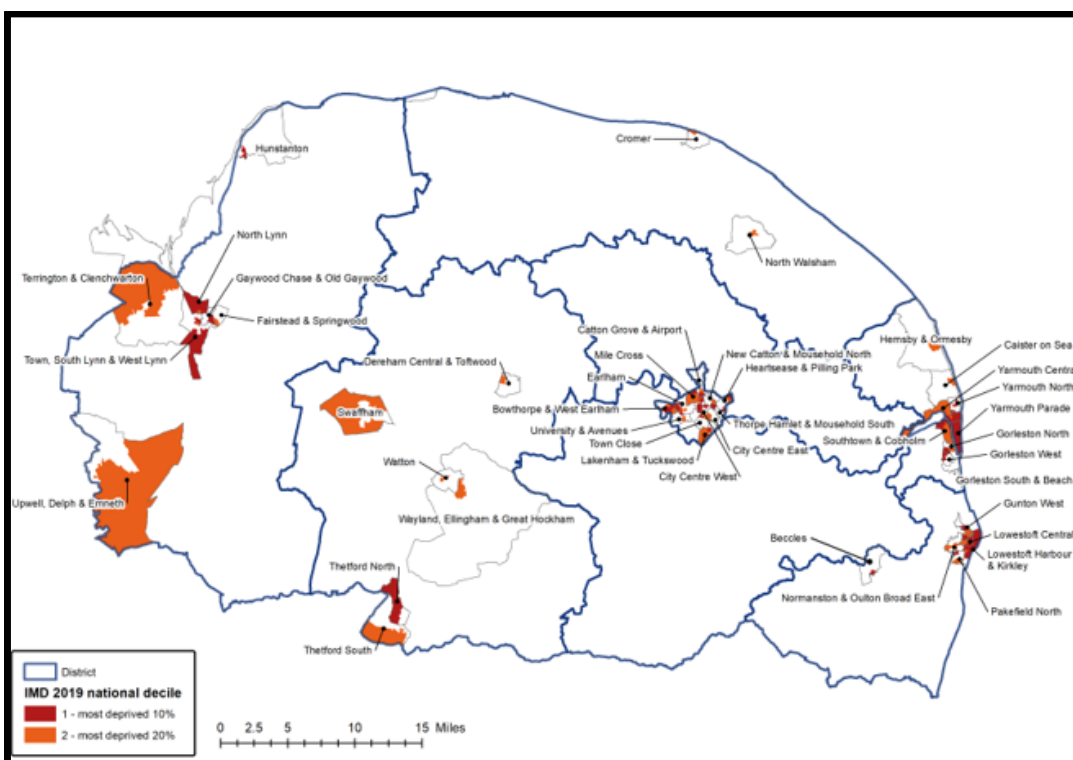 Hunstanton
Cromer
North Lynn
North Walsham
Terrington & Clenchwarton
Gaywood Chase & Old Gaywood
Fairstead & Springwood
Catton Grove & Airport
Hemsby & Ormesby
Caister on Sea
Town, South Lynn & West Lynn
Dereham Central & Toftwood
Mile Cross
New Catton & Mousehold North
Yarmouth Central
Earlham
Heartsease & Pilling Park
Yarmouth North
Swaffham
Bowthorpe & West Earlham
Yarmouth Parade
University & Avenues
Thorpe Hamlet & Mousehold South
Southtown & Cobholm
Gorleston North
Town Close
City Centre East
Gorleston West
Watton
Lakenham & Tuckswood
City Centre West
Gorleston South & Beach
Upwell, Delph & Emneth
Gunton West
Wayland, Ellingham & Great Hockham
Beccles
Lowestoft Central
Lowestoft Harbour
& Kirkley
Thetford North
Normanston & Oulton Broad East
Pakefield North
Thetford South
District
IMD 2019 national decile
1 - most deprived 10%
2 - most deprived 20%
0 2.5 5 10 15 Miles